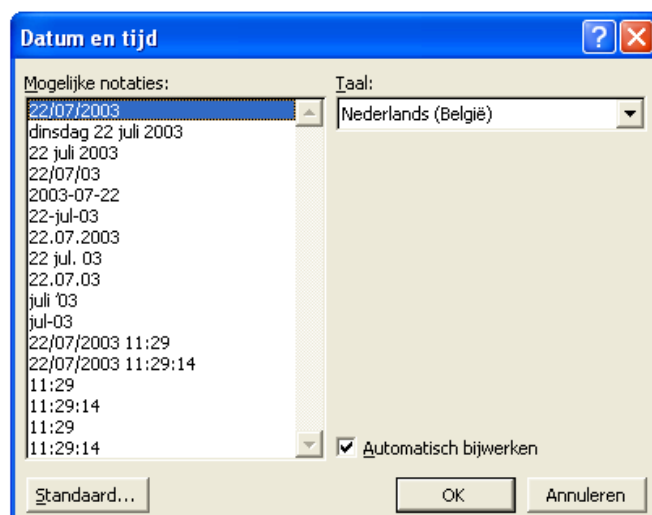 Datum en tijd
?
Mogelijke notaties:
22/07/2003
dinsdag 22 juli 2003
22 juli 2003
22/07/03
2003-07-22
22-jul-03
22.07.2003
22 jul. 03
22.07.03
juli '03
jul-03
22/07/2003 11:29
22/07/2003 11:29:14
11:29
11:29:14
11:29
11:29:14
Taal:
Nederlands (België)
Automatisch bijwerken
Standaard...
OK
Annuleren